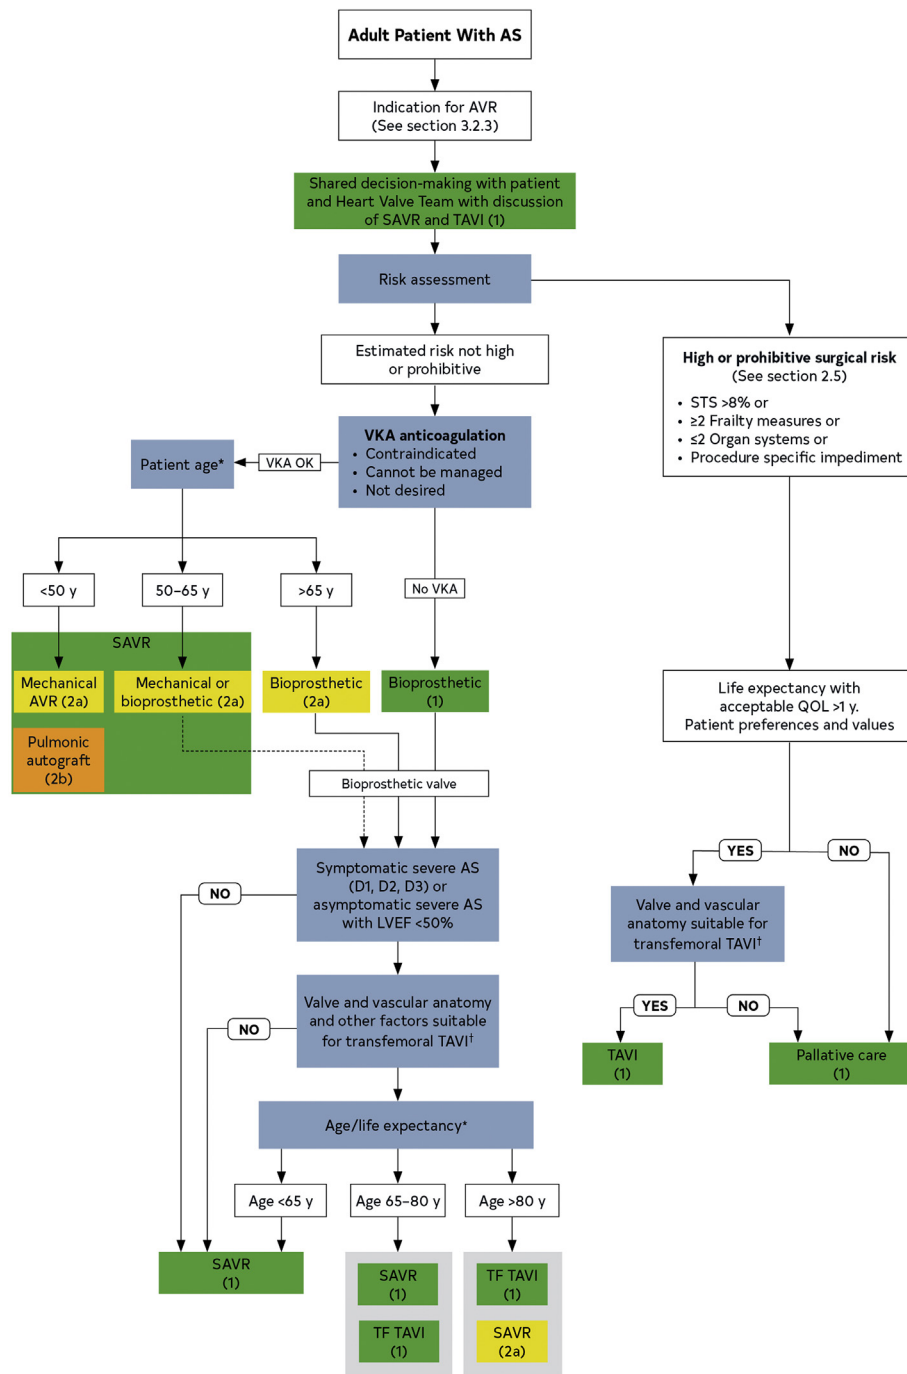 Adult Patient With AS
Indication for AVR
(See section 3.2.3)
Shared decision-making with patient
and Heart Valve Team with discussion
of SAVR and TAVI (1)
Risk assessment
Estimated risk not high
or prohibitive
High or prohibitive surgical risk
(See section 2.5)
• STS >8% or
• ≥2 Frailty measures or
• ≤2 Organ systems or
• Procedure specific impediment
VKA anticoagulation
• Contraindicated
• Cannot be managed
• Not desired
VKA OK
Patient age*
<50 y
50–65 y
>65 y
No VKA
SAVR
Mechanical
AVR (2a)
Mechanical or
bioprosthetic (2a)
Bioprosthetic
(2a)
Bioprosthetic
(1)
Pulmonic
autograft
(2b)
Life expectancy with
acceptable QOL >1 y.
Patient preferences and values
Bioprosthetic valve
YES
NO
Symptomatic severe AS
(D1, D2, D3) or
asymptomatic severe AS
with LVEF <50%
NO
Valve and vascular
anatomy suitable for
transfemoral TAVI†
YES
NO
Valve and vascular anatomy
and other factors suitable
for transfemoral TAVI†
NO
TAVI
(1)
Pallative care
(1)
Age/life expectancy*
Age <65 y
Age 65–80 y
Age >80 y
SAVR
(1)
SAVR
(1)
TF TAVI
(1)
TF TAVI
(1)
SAVR
(2a)